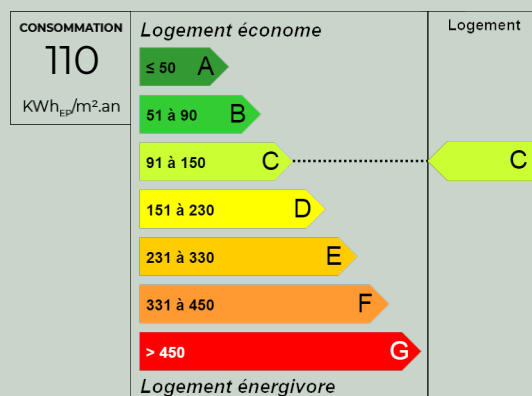 CONSOMMATION
110
KWhEP/m².an
Logement économe
≤ 50 A
51 à 90 B
91 à 150 C
151 à 230 D
231 à 330 E
331 à 450 F
> 450 G
Logement énergivore
Logement
C